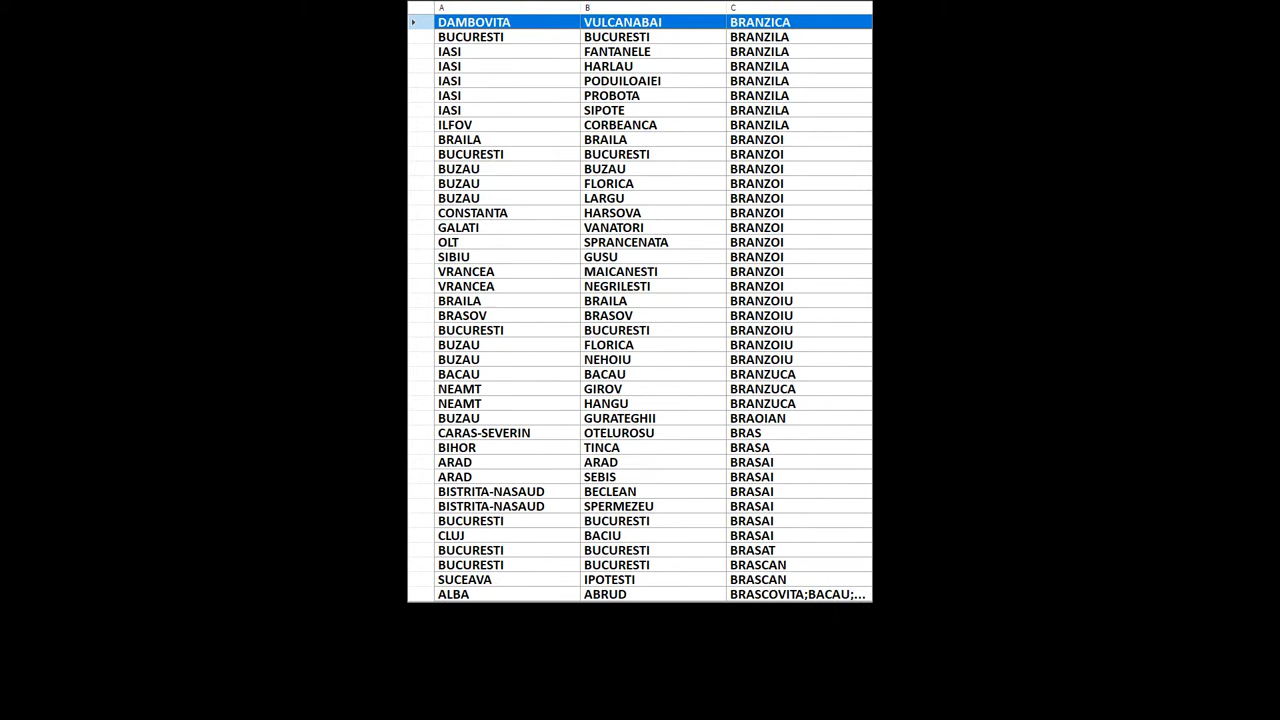 A B C
DAMBOVITA VULCANABAI BRANZICA
BUCURESTI BUCURESTI BRANZILA
IASI FANTANELE BRANZILA
IASI HARLAU BRANZILA
IASI PODUILOAIEI BRANZILA
IASI PROBOTA BRANZILA
IASI SIPOTE BRANZILA
ILFOV CORBEANCA BRANZILA
BRAILA BRAILA BRANZOI
BUCURESTI BUCURESTI BRANZOI
BUZAU BUZAU BRANZOI
BUZAU FLORICA BRANZOI
BUZAU LARGU BRANZOI
CONSTANTA HARSOVA BRANZOI
GALATI VANATORI BRANZOI
OLT SPRANCENATA BRANZOI
SIBIU GUSU BRANZOI
VRANCEA MAICANESTI BRANZOI
VRANCEA NEGRILESTI BRANZOI
BRAILA BRAILA BRANZOIU
BRASOV BRASOV BRANZOIU
BUCURESTI BUCURESTI BRANZOIU
BUZAU FLORICA BRANZOIU
BUZAU NEHOIU BRANZOIU
BACAU BACAU BRANZUCA
NEAMT GIROV BRANZUCA
NEAMT HANGU BRANZUCA
BUZAU GURATEGHII BRAOIAN
CARAS-SEVERIN OTELUROSU BRAS
BIHOR TINCA BRASA
ARAD ARAD BRASAI
ARAD SEBIS BRASAI
BISTRITA-NASAUD BECLEAN BRASAI
BISTRITA-NASAUD SPERMEZEU BRASAI
BUCURESTI BUCURESTI BRASAI
CLUJ BACIU BRASAI
BUCURESTI BUCURESTI BRASAT
BUCURESTI BUCURESTI BRASCAN
SUCEAVA IPOTESTI BRASCAN
ALBA ABRUD BRASCOVITA;BACAU;...